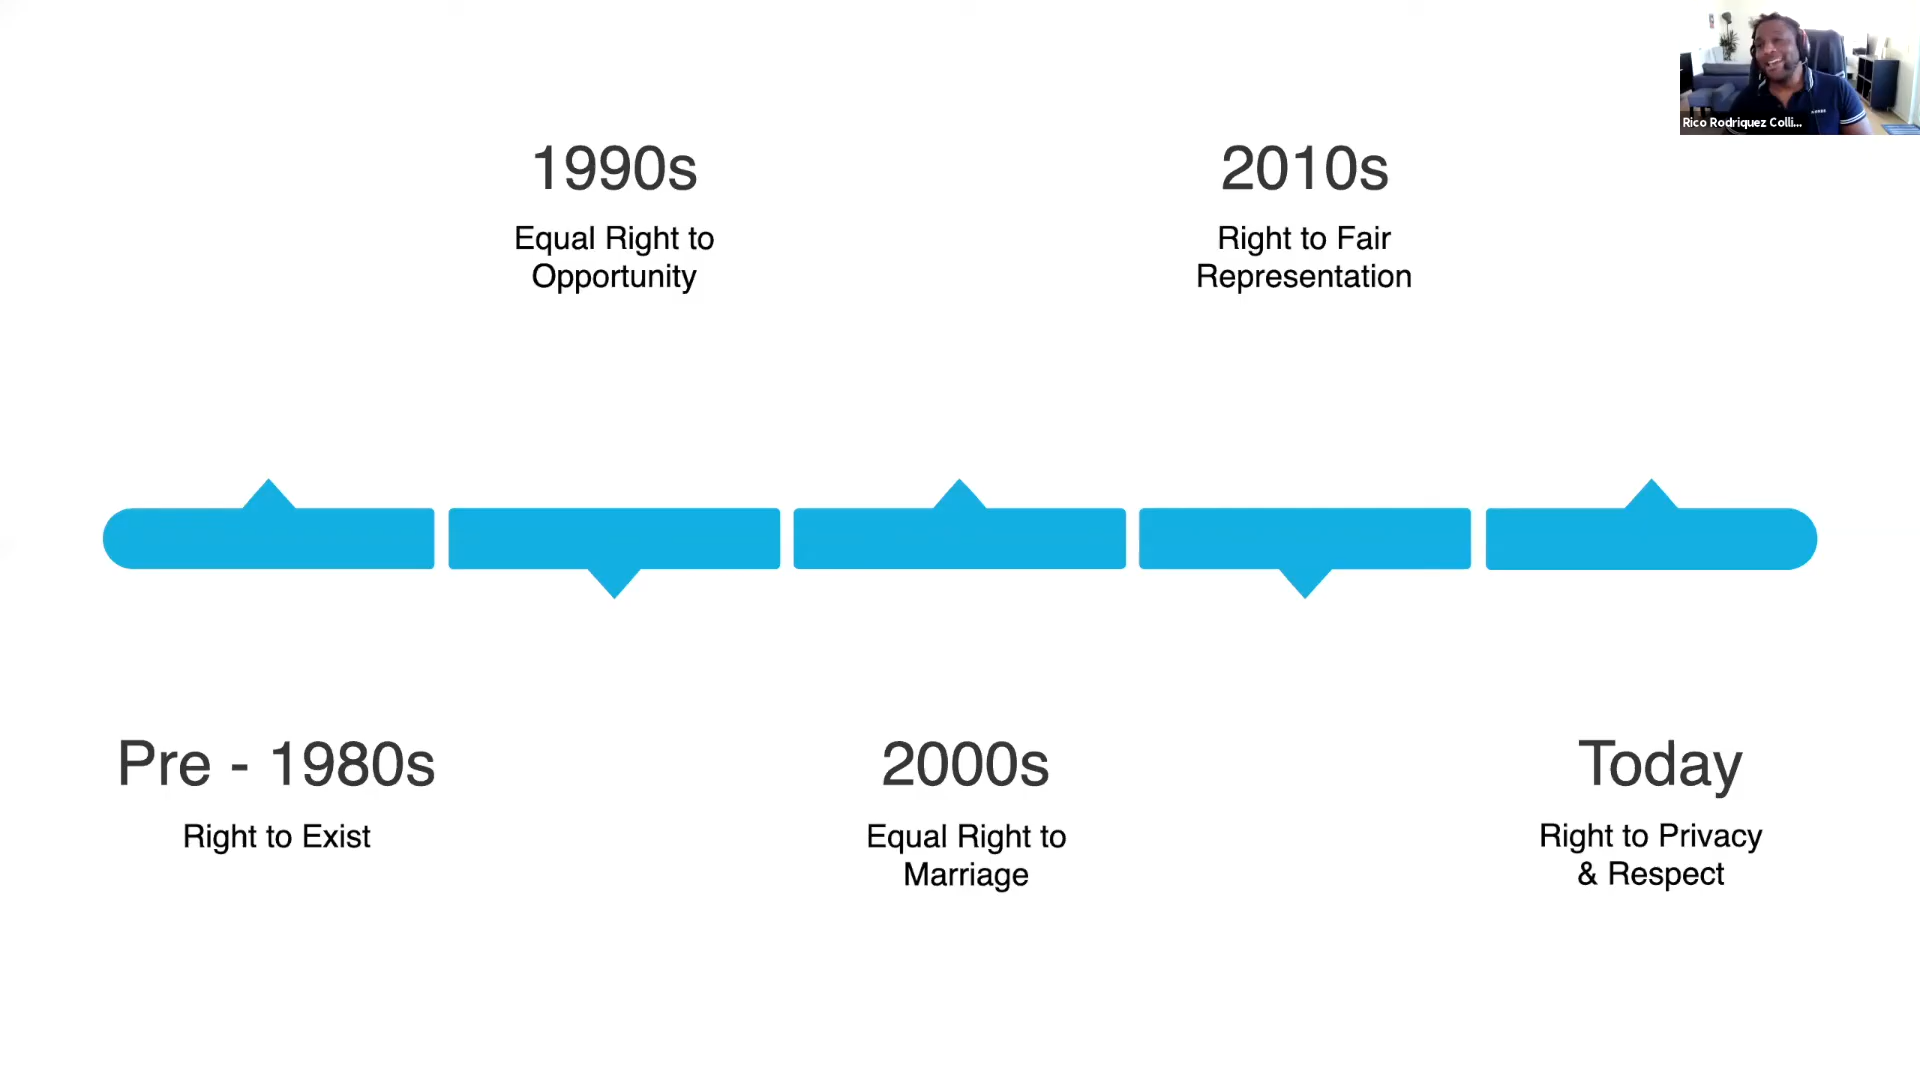 Rico Rodriquez Colli...
1990s
Equal Right to
Opportunity
2010s
Right to Fair
Representation
Pre - 1980s
Right to Exist
2000s
Equal Right to
Marriage
Today
Right to Privacy
& Respect